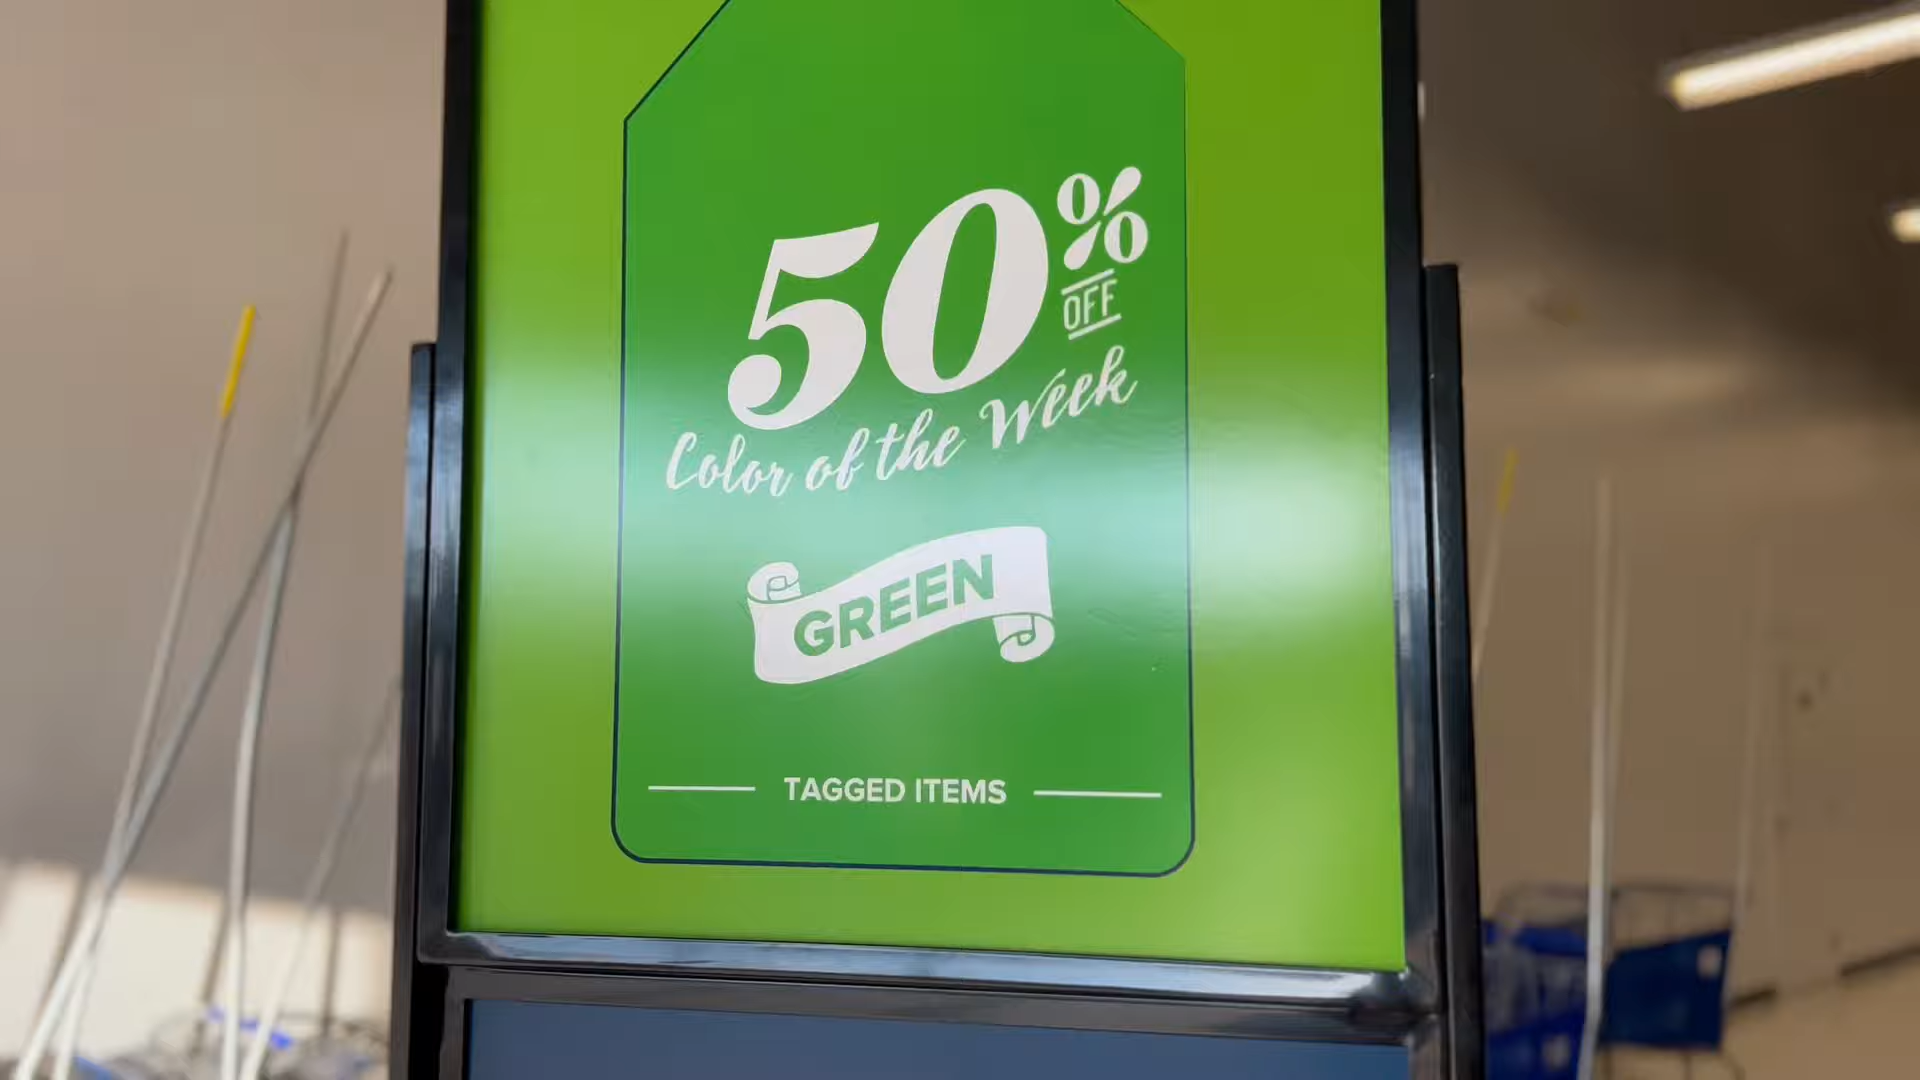 50%
OFF
Color of the Week
GREEN
TAGGED ITEMS